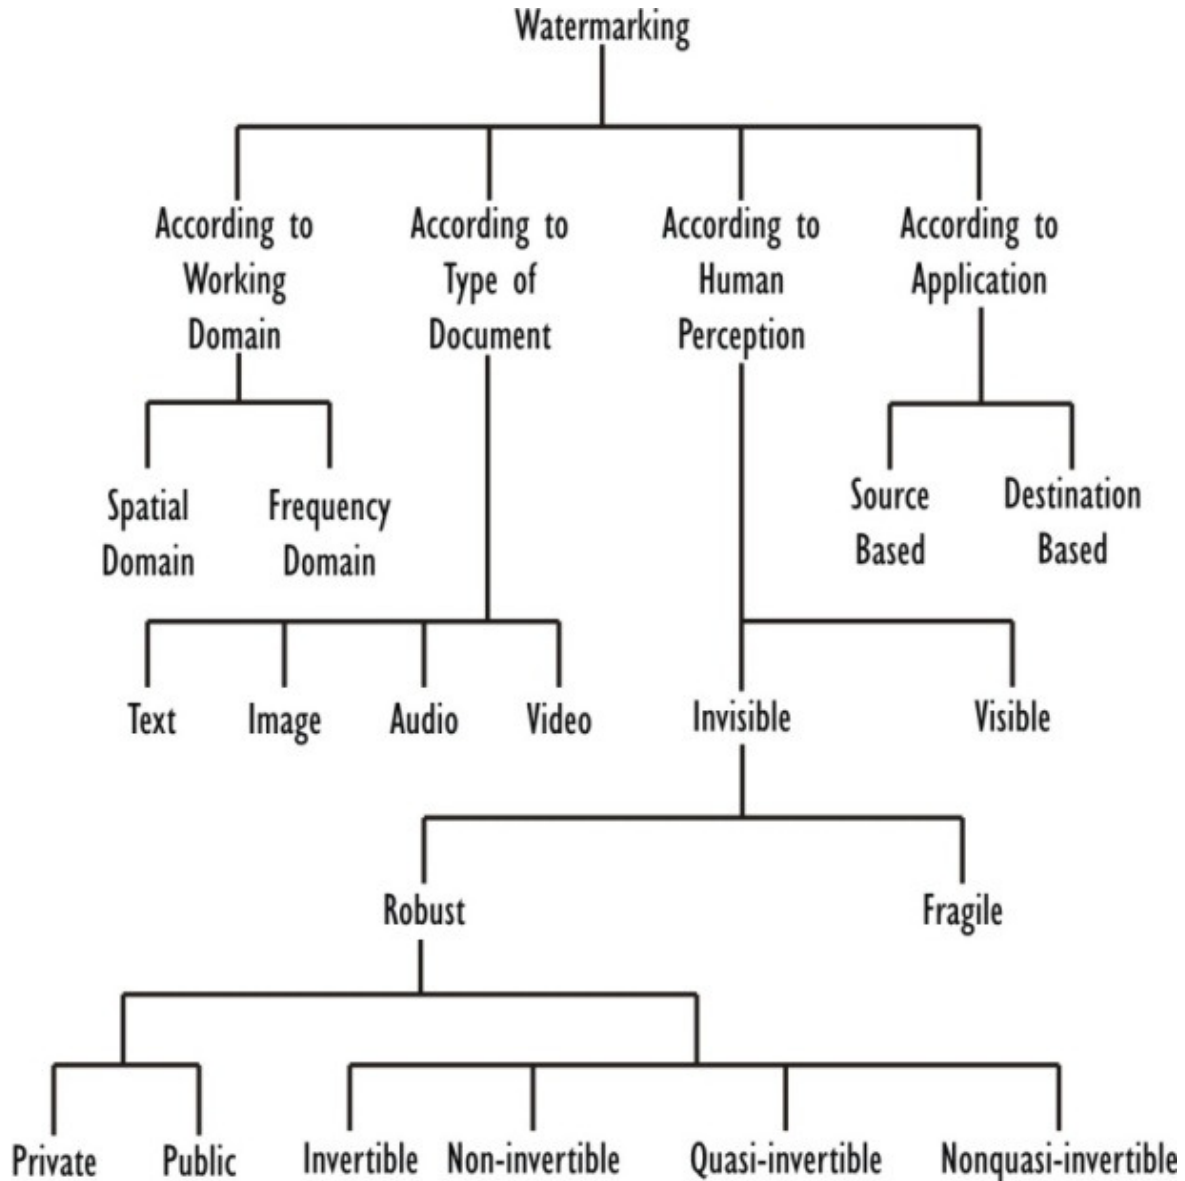 Watermarking
According to
Working
Domain
According to
Type of
Document
According to
Human
Perception
According to
Application
Spatial
Domain
Frequency
Domain
Source
Based
Destination
Based
Text
Image
Audio
Video
Invisible
Visible
Robust
Fragile
Private
Public
Invertible
Non-invertible
Quasi-invertible
Nonquasi-invertible